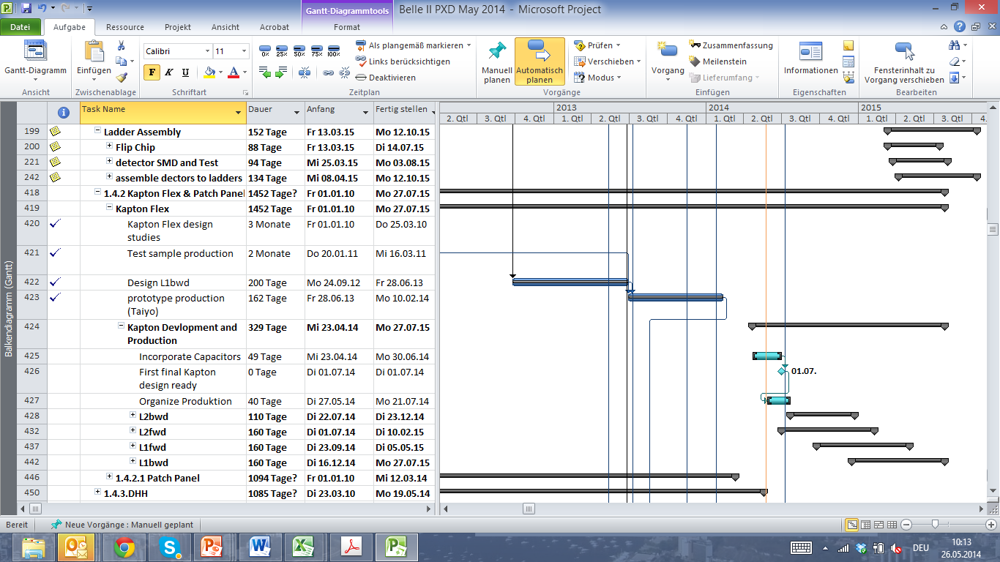 Gantt-Diagrammtools
Belle II PXD May 2014 - Microsoft Project
Datei Aufgabe Ressource Projekt Ansicht Acrobat Format
Gantt-Diagramm
Ansicht
Einfügen
Zwischenablage
Calibri 11
F K U
Schriftart
0% 25% 50% 75% 100%
Als plangemäß markieren
Links berücksichtigen
Deaktivieren
Zeitplan
Manuell planen
Automatisch planen
Prüfen
Verschieben
Modus
Vorgänge
Vorgang
Zusammenfassung
Meilenstein
Lieferumfang
Einfügen
Informationen
Eigenschaften
Fensterinhalt zu Vorgang verschieben
Bearbeiten
Task Name Dauer Anfang Fertig stellen
2013 2014 2015
2. Qtl 3. Qtl 4. Qtl 1. Qtl 2. Qtl 3. Qtl 4. Qtl 1. Qtl 2. Qtl 3. Qtl 4. Qtl 1. Qtl 2. Qtl 3. Qtl 4.
199 Ladder Assembly 152 Tage Fr 13.03.15 Mo 12.10.15
200 Flip Chip 88 Tage Fr 13.03.15 Di 14.07.15
221 detector SMD and Test 94 Tage Mi 25.03.15 Mo 03.08.15
242 assemble dectors to ladders 134 Tage Mi 08.04.15 Mo 12.10.15
418 1.4.2 Kapton Flex & Patch Panel 1452 Tage? Fr 01.01.10 Mo 27.07.15
419 Kapton Flex 1452 Tage Fr 01.01.10 Mo 27.07.15
420 Kapton Flex design studies 3 Monate Fr 01.01.10 Do 25.03.10
421 Test sample production 2 Monate Do 20.01.11 Mi 16.03.11
422 Design L1bwd 200 Tage Mo 24.09.12 Fr 28.06.13
423 prototype production (Taiyo) 162 Tage Fr 28.06.13 Mo 10.02.14
424 Kapton Devlopment and Production 329 Tage Mi 23.04.14 Mo 27.07.15
425 Incorporate Capacitors 49 Tage Mi 23.04.14 Mo 30.06.14
426 First final Kapton design ready 0 Tage Di 01.07.14 Di 01.07.14 01.07.
427 Organize Produktion 40 Tage Di 27.05.14 Mo 21.07.14
428 L2bwd 110 Tage Di 22.07.14 Di 23.12.14
432 L2fwd 160 Tage Di 01.07.14 Di 10.02.15
437 L1fwd 160 Tage Di 23.09.14 Di 05.05.15
442 L1bwd 160 Tage Di 16.12.14 Mo 27.07.15
446 1.4.2.1 Patch Panel 1094 Tage? Fr 01.01.10 Mi 12.03.14
450 1.4.3.DHH 1085 Tage? Di 23.03.10 Mo 19.05.14
Balkendiagramm (Gantt)
Bereit Neue Vorgänge : Manuell geplant
DEU
10:13
26.05.2014